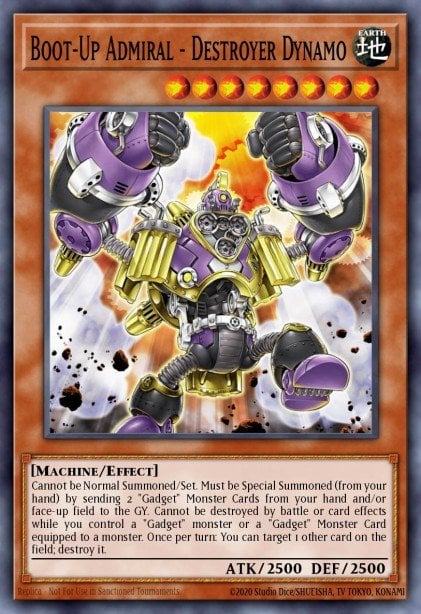 Boot-Up Admiral - Destroyer Dynamo
EARTH
地
[Machine/Effect]
Cannot be Normal Summoned/Set. Must be Special Summoned (from your
hand) by sending 2 "Gadget" Monster Cards from your hand and/or
face-up field to the GY. Cannot be destroyed by battle or card effects
while you control a "Gadget" monster or a "Gadget" Monster Card
equipped to a monster. Once per turn: You can target 1 other card on the
field; destroy it.
ATK/2500 DEF/2500
Replica - Not For Use in Sanctioned Tournaments
©2020 Studio Dice/SHUEISHA, TV TOKYO, KONAMI